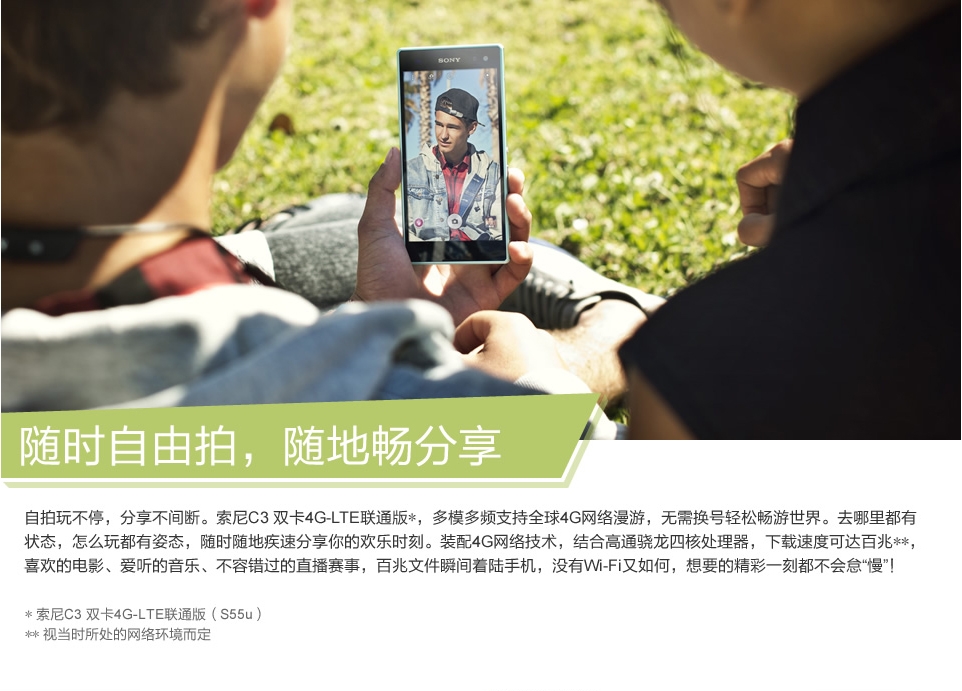 SONY
随时自由拍，随地畅分享
自拍玩不停，分享不间断。索尼C3 双卡4G-LTE联通版*，多模多频支持全球4G网络漫游，无需换号轻松畅游世界。去哪里都有
状态，怎么玩都有姿态，随时随地疾速分享你的欢乐时刻。装配4G网络技术，结合高通骁龙四核处理器，下载速度可达百兆**，
喜欢的电影、爱听的音乐、不容错过的直播赛事，百兆文件瞬间着陆手机，没有Wi-Fi又如何，想要的精彩一刻都不会怠“慢”！
* 索尼C3 双卡4G-LTE联通版（S55u）
** 视当时所处的网络环境而定